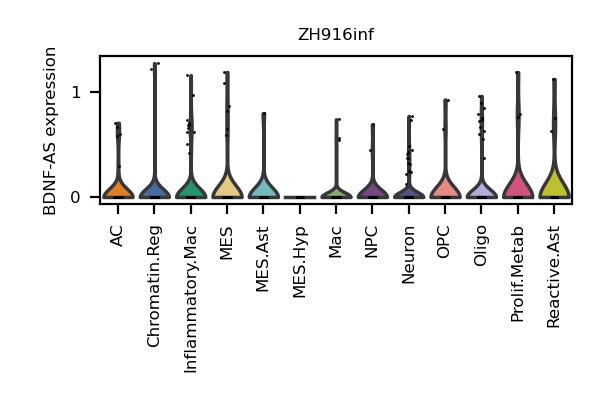 ZH916inf
BDNF-AS expression
1
0
AC
Chromatin.Reg
Inflammatory.Mac
MES
MES.Ast
MES.Hyp
Mac
NPC
Neuron
OPC
Oligo
Prolif.Metab
Reactive.Ast